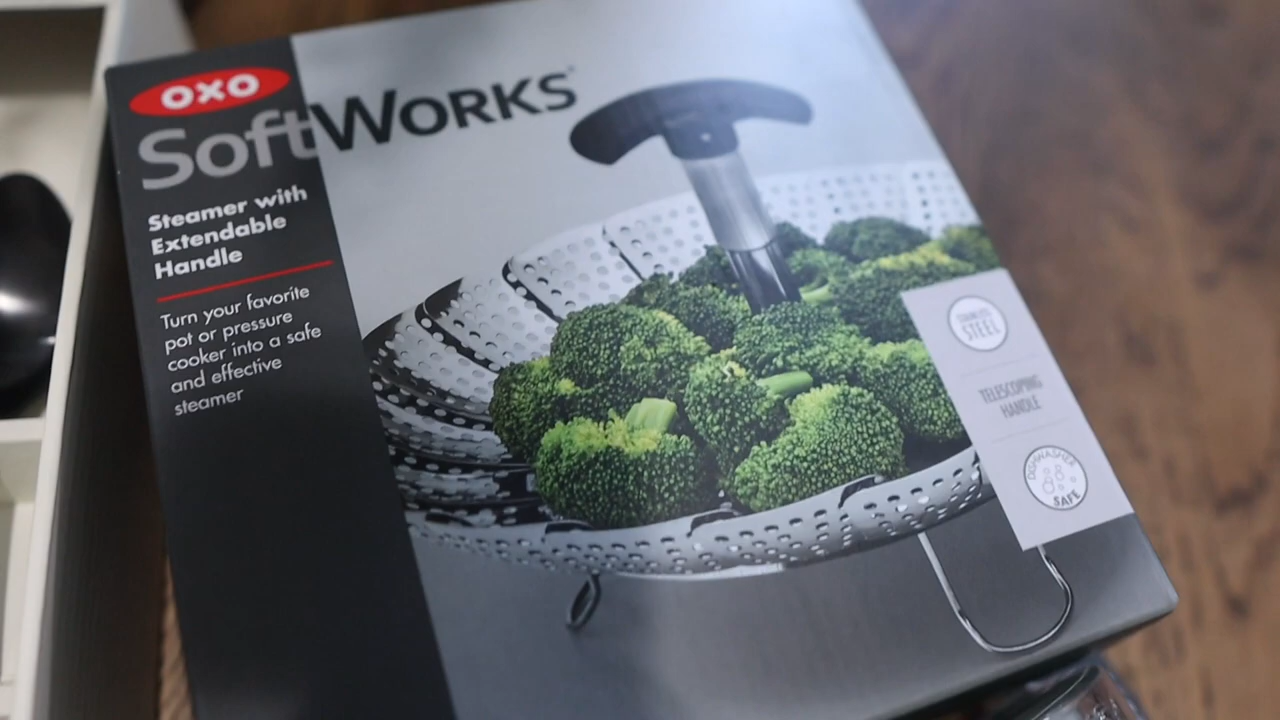 OXO
SoftWORKS
Steamer with
Extendable
Handle
Turn your favorite
pot or pressure
cooker into a safe
and effective
steamer
STAINLESS
STEEL
TELESCOPING
HANDLE
DISHWASHER
SAFE